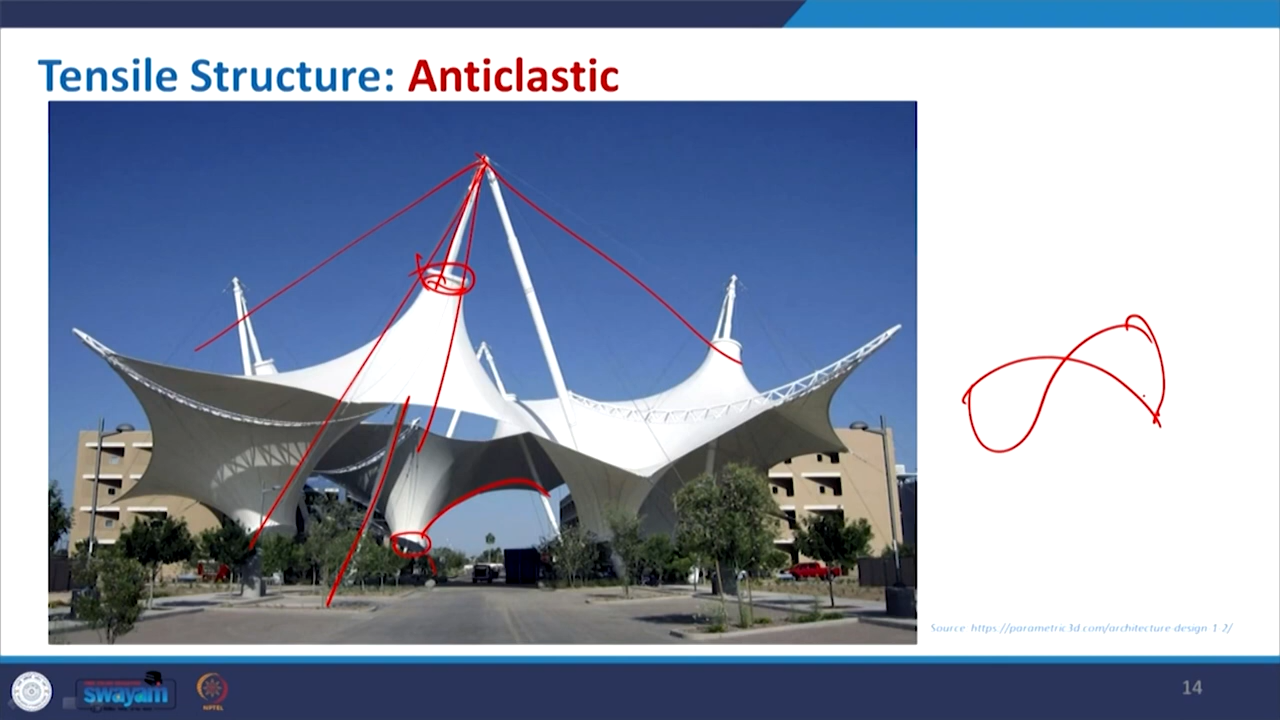 Tensile Structure: Anticlastic
Source https://parametric3d.com/architecture-design-1-2/
swayam
NPTEL
14